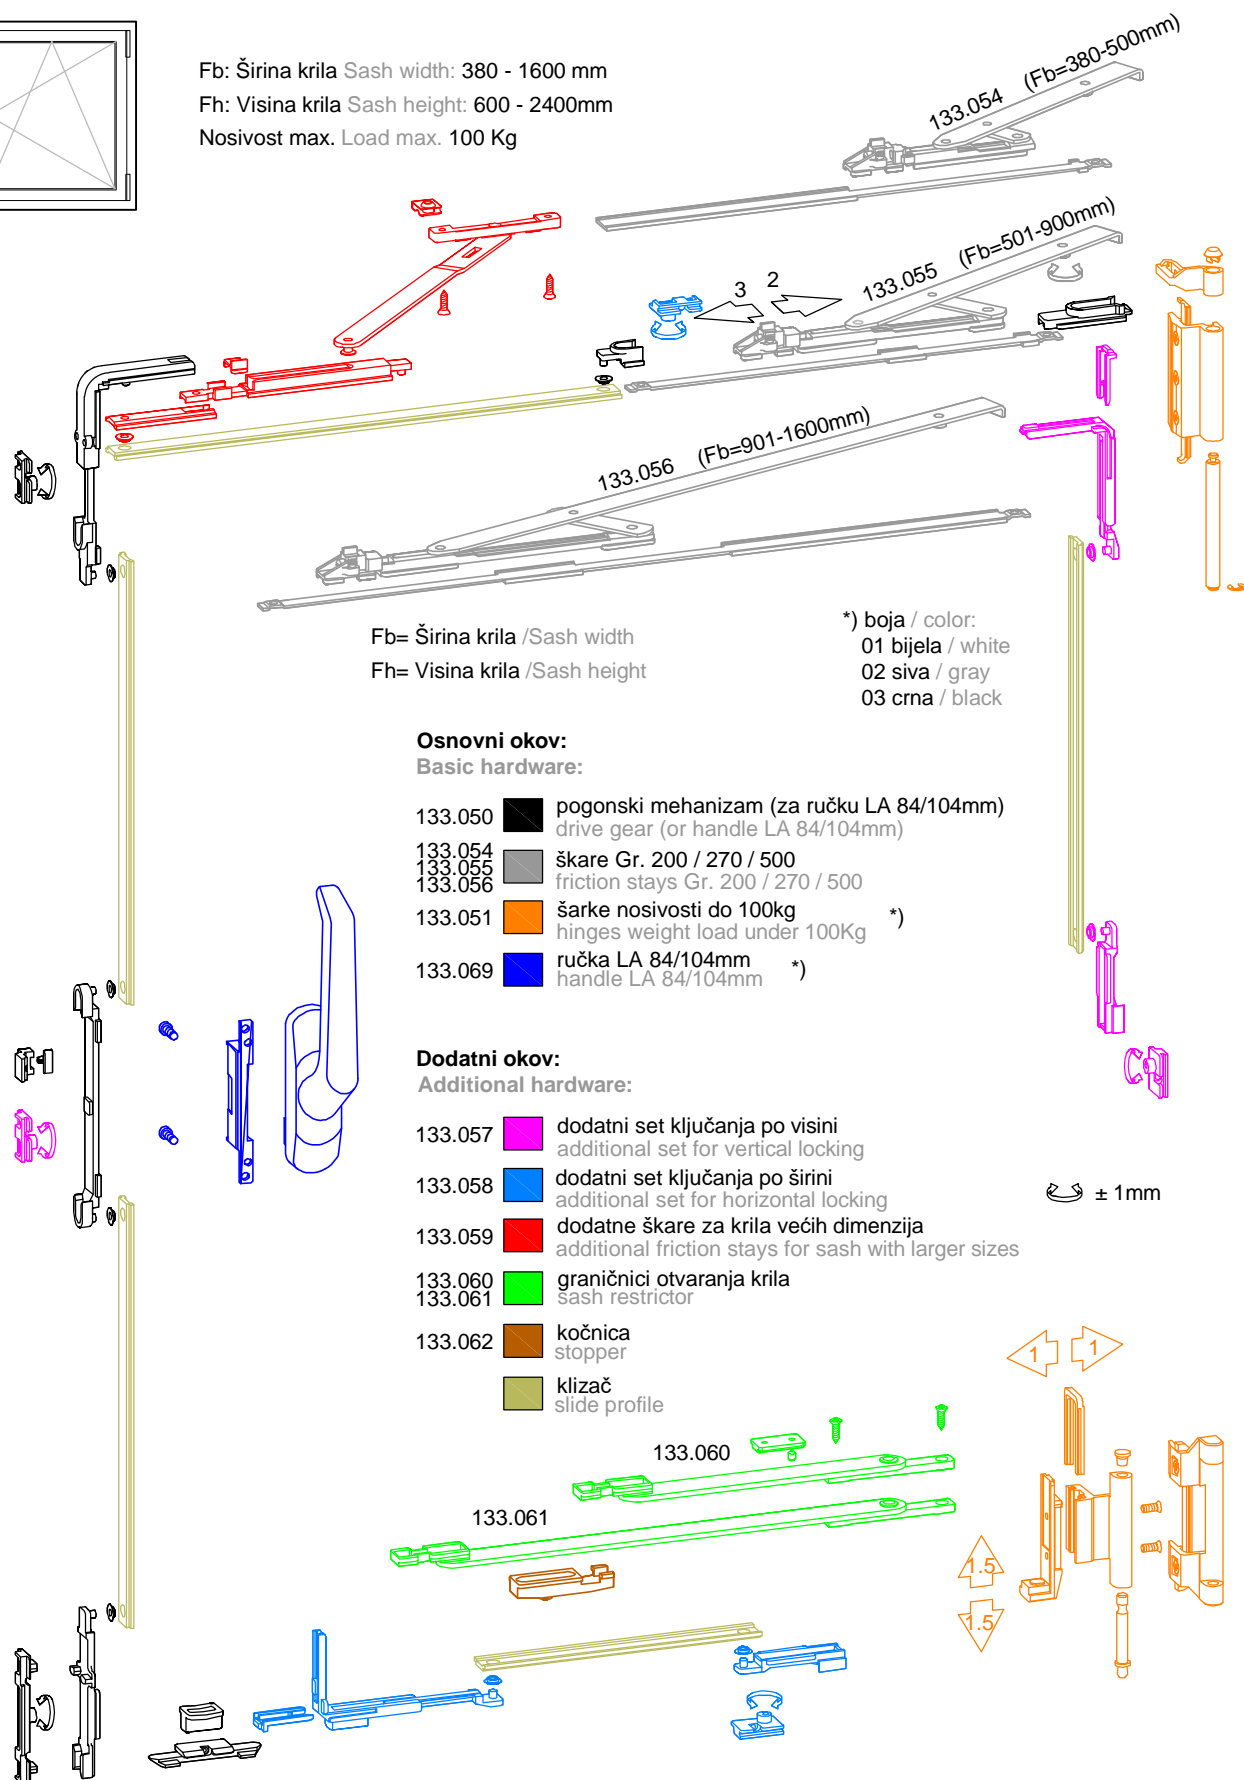 Fb: Širina krila Sash width: 380 - 1600 mm
Fh: Visina krila Sash height: 600 - 2400mm
Nosivost max. Load max. 100 Kg
133.054 (Fb=380-500mm)
133.055 (Fb=501-900mm)
3 2
133.056 (Fb=901-1600mm)
Fb= Širina krila /Sash width
Fh= Visina krila /Sash height
*) boja / color:
01 bijela / white
02 siva / gray
03 crna / black
Osnovni okov:
Basic hardware:
133.050 pogonski mehanizam (za ručku LA 84/104mm)
drive gear (or handle LA 84/104mm)
133.054
133.055
133.056
škare Gr. 200 / 270 / 500
friction stays Gr. 200 / 270 / 500
133.051 šarke nosivosti do 100kg *)
hinges weight load under 100Kg
133.069 ručka LA 84/104mm *)
handle LA 84/104mm
Dodatni okov:
Additional hardware:
133.057 dodatni set ključanja po visini
additional set for vertical locking
133.058 dodatni set ključanja po širini
additional set for horizontal locking
± 1mm
133.059 dodatne škare za krila većih dimenzija
additional friction stays for sash with larger sizes
133.060
133.061
graničnici otvaranja krila
sash restrictor
133.062 kočnica
stopper
klizač
slide profile
1 1
133.060
133.061
1.5
1.5